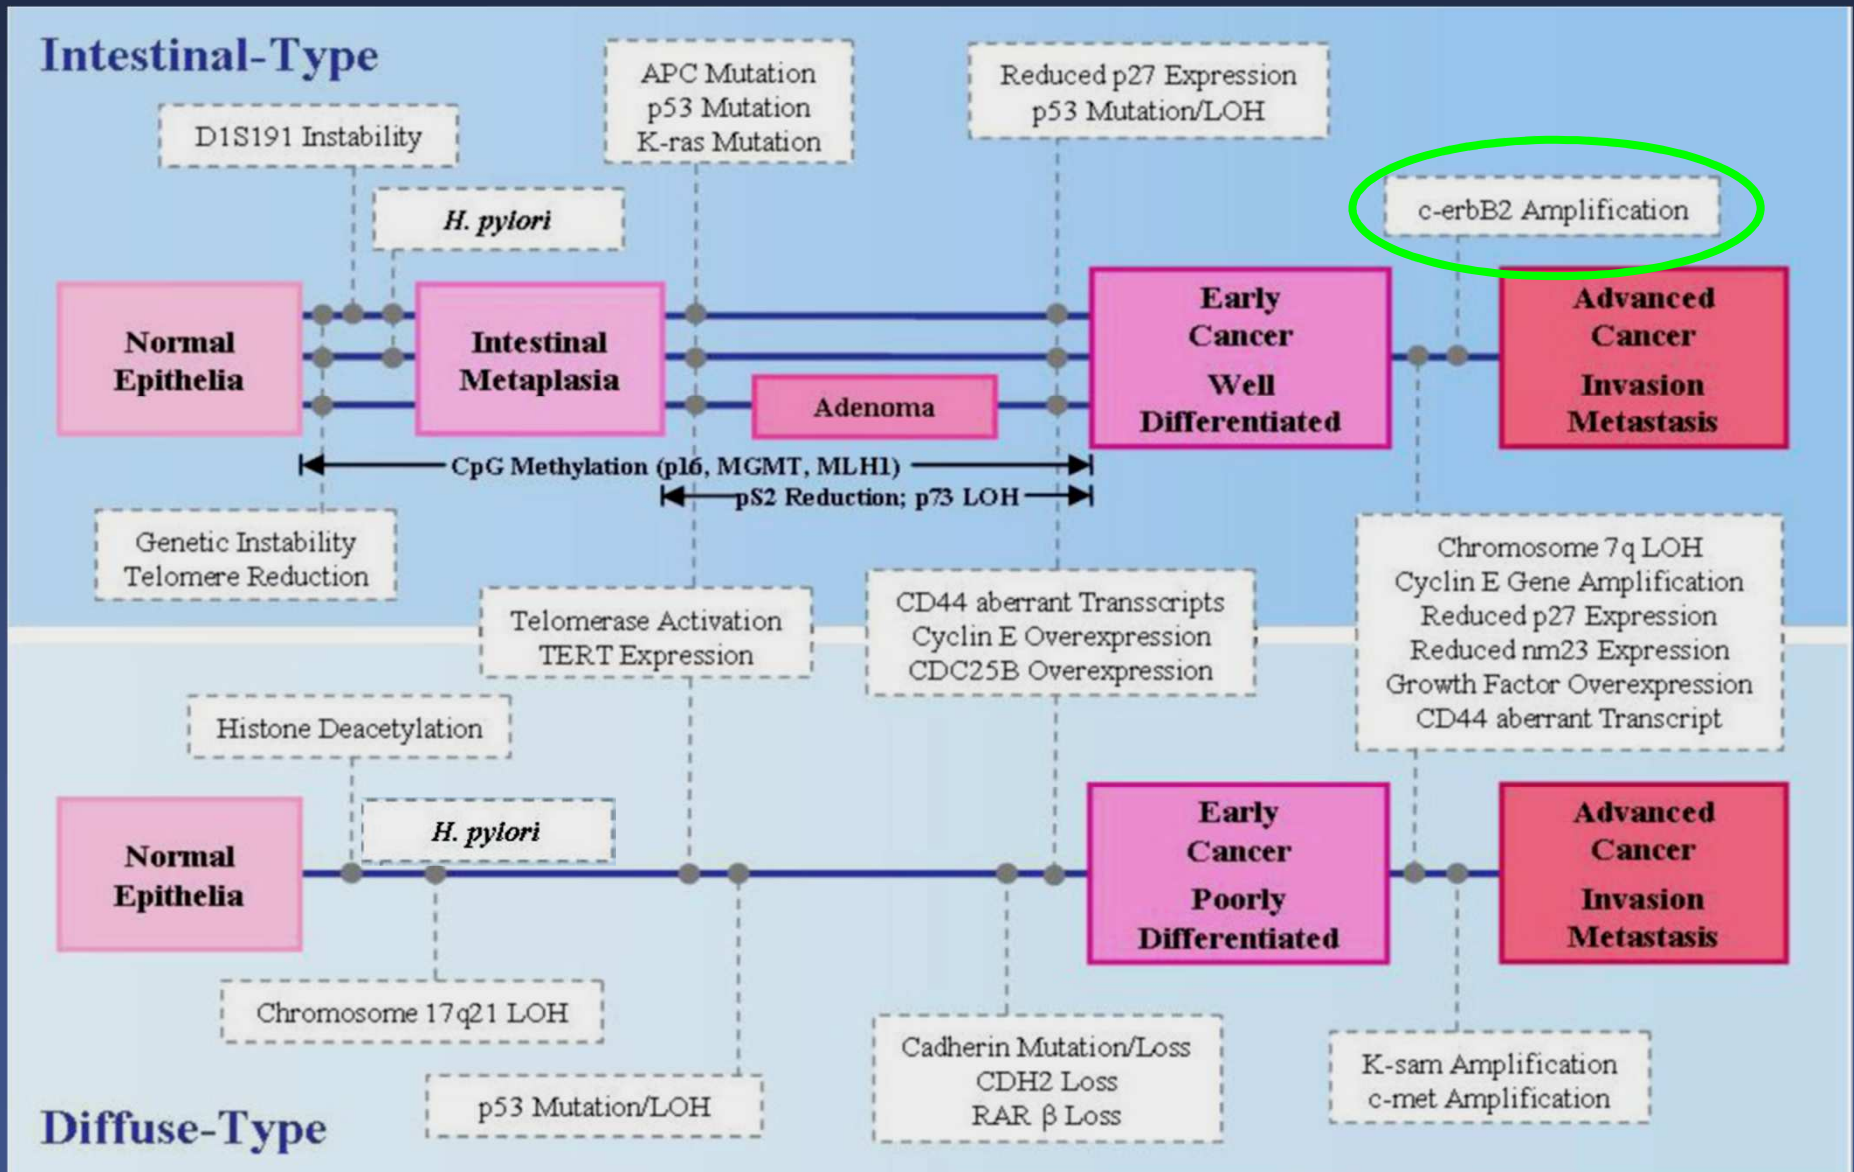 Intestinal-Type
APC Mutation
p53 Mutation
K-ras Mutation
Reduced p27 Expression
p53 Mutation/LOH
D1S191 Instability
H. pylori
c-erbB2 Amplification
Normal
Epithelia
Intestinal
Metaplasia
Adenoma
Early
Cancer
Well
Differentiated
Advanced
Cancer
Invasion
Metastasis
CpG Methylation (p16, MGMT, MLH1)
pS2 Reduction; p73 LOH
Genetic Instability
Telomere Reduction
Telomerase Activation
TERT Expression
CD44 aberrant Transscripts
Cyclin E Overexpression
CDC25B Overexpression
Chromosome 7q LOH
Cyclin E Gene Amplification
Reduced p27 Expression
Reduced nm23 Expression
Growth Factor Overexpression
CD44 aberrant Transcript
Histone Deacetylation
H. pylori
Normal
Epithelia
Early
Cancer
Poorly
Differentiated
Advanced
Cancer
Invasion
Metastasis
Chromosome 17q21 LOH
p53 Mutation/LOH
Cadherin Mutation/Loss
CDH2 Loss
RAR β Loss
K-sam Amplification
c-met Amplification
Diffuse-Type